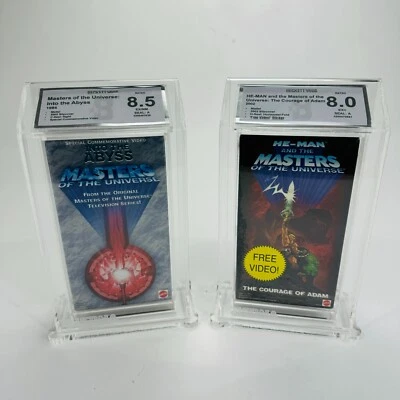 Masters of the Universe:
Into the Abyss
8.5
SPECIAL COMMEMORATIVE VIDEO
INTO THE
ABYSS
MASTERS
OF THE UNIVERSE
FROM THE ORIGINAL
MASTERS OF THE UNIVERSE
TELEVISION SERIES!
HE-MAN and the Masters of the
Universe: The Courage of Adam
8.0
HE-MAN
AND THE
MASTERS
OF THE UNIVERSE
FREE
VIDEO!
THE COURAGE OF ADAM